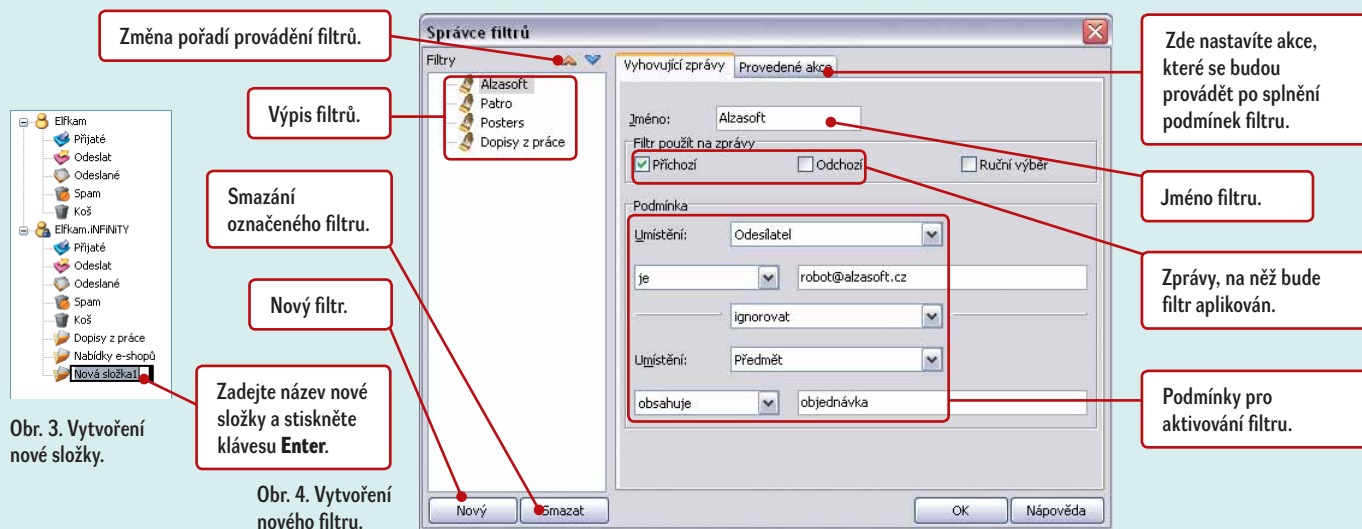 Změna pořadí provádění filtrů.
Výpis filtrů.
Smazání
označeného filtru.
Nový filtr.
Zadejte název nové
složky a stiskněte
klávesu Enter.
Elfkam
Přijaté
Odeslat
Odeslané
Spam
Koš
Elfkam.iNFiNiTY
Přijaté
Odeslat
Odeslané
Spam
Koš
Dopisy z práce
Nabídky e-shopů
Nová složka1
Obr. 3. Vytvoření
nové složky.
Obr. 4. Vytvoření
nového filtru.
Správce filtrů
Filtry
Alzasoft
Patro
Posters
Dopisy z práce
Nový
Smazat
Vyhovující zprávy
Provedené akce
Jméno:
Alzasoft
Filtr použít na zprávy
Příchozí
Odchozí
Ruční výběr
Podmínka
Umístění:
Odesílatel
je
robot@alzasoft.cz
ignorovat
Umístění:
Předmět
obsahuje
objednávka
OK
Nápověda
Zde nastavíte akce,
které se budou
provádět po splnění
podmínek filtru.
Jméno filtru.
Zprávy, na něž bude
filtr aplikován.
Podmínky pro
aktivování filtru.